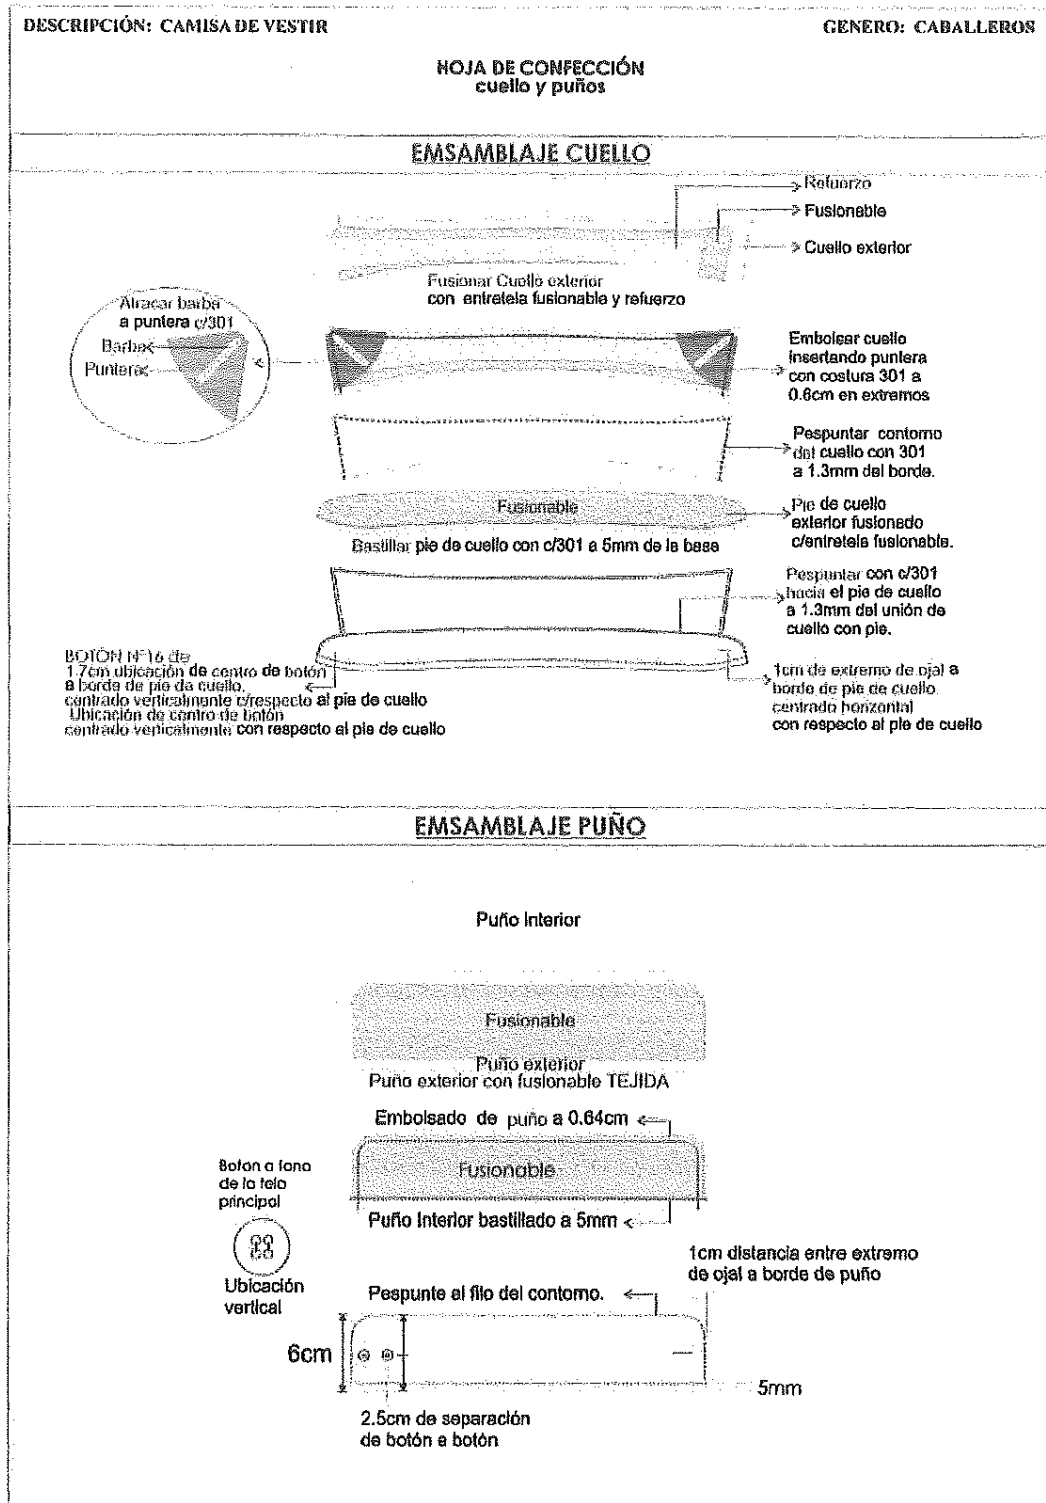 DESCRIPCIÓN: CAMISA DE VESTIR
GENERO: CABALLEROS
HOJA DE CONFECCIÓN
cuello y puños
EMSAMBLAJE CUELLO
Refuerzo
Fusionable
Cuello exterior
Fusionar Cuello exterior
con entretela fusionable y refuerzo
Atracar barba
a puntera c/301
Barba
Puntera
Embolsar cuello
insertando puntera
con costura 301 a
0.6cm en extremos
Pespuntar contorno
del cuello con 301
a 1.3mm del borde.
Fusionable
Pie de cuello
exterior fusionado
c/entretela fusionable.
Bastillar pie de cuello con c/301 a 5mm de la base
Pespuntar con c/301
hacia el pie de cuello
a 1.3mm del unión de
cuello con pie.
BOTÓN N°16 de
1.7cm ubicación de centro de botón
a borde de pie de cuello.
centrado verticalmente c/respecto al pie de cuello
Ubicación de centro de botón
centrado verticalmente con respecto al pie de cuello
1cm de extremo de ojal a
borde de pie de cuello
centrado horizontal
con respecto al pie de cuello
EMSAMBLAJE PUÑO
Puño Interior
Fusionable
Puño exterior
Puño exterior con fusionable TEJIDA
Embolsado de puño a 0.64cm
Fusionable
Boton a tono
de la tela
principal
Puño Interior bastillado a 5mm
Ubicación
vertical
1cm distancia entre extremo
de ojal a borde de puño
Pespunte al filo del contorno.
6cm
5mm
2.5cm de separación
de botón a botón